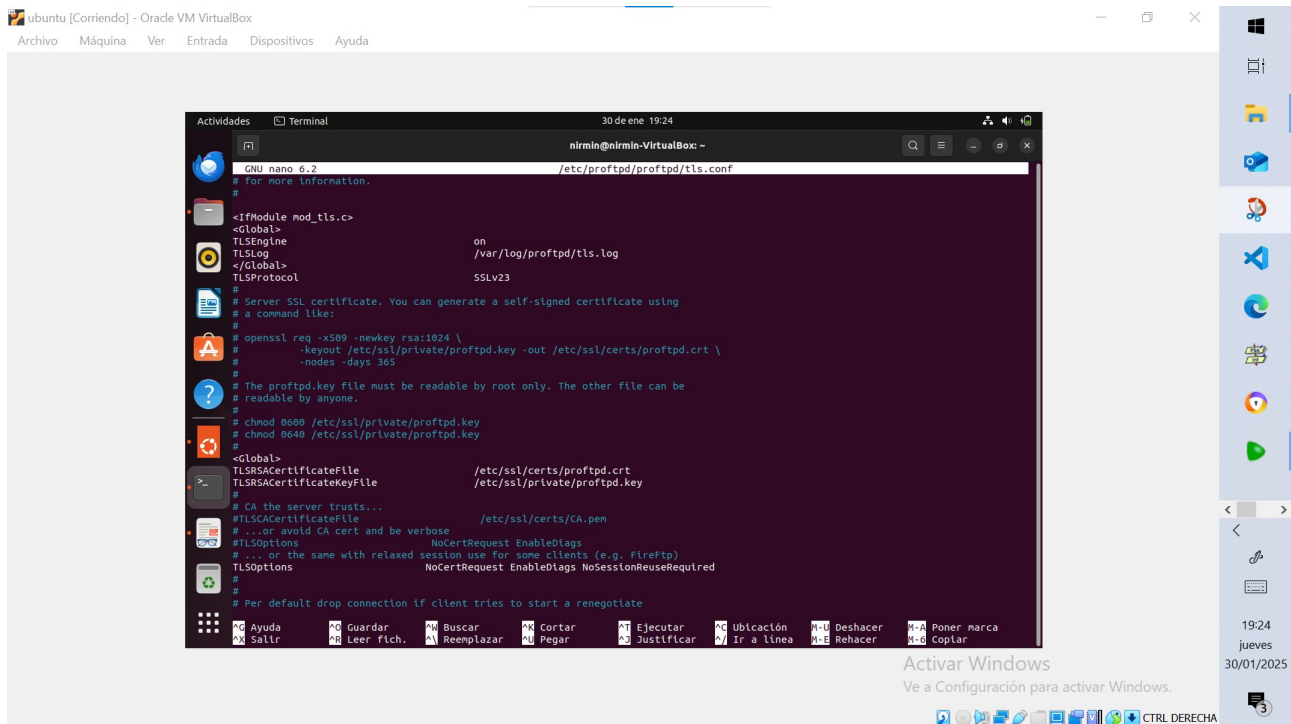 ubuntu [Corriendo] - Oracle VM VirtualBox
Archivo Máquina Ver Entrada Dispositivos Ayuda
Actividades Terminal 30 de ene 19:24
nirmin@nirmin-VirtualBox: ~
GNU nano 6.2 /etc/proftpd/proftpd/tls.conf
# for more information.
#
<IfModule mod_tls.c>
<Global>
TLSEngine on
TLSLog /var/log/proftpd/tls.log
</Global>
TLSProtocol SSLv23
#
# Server SSL certificate. You can generate a self-signed certificate using
# a command like:
#
# openssl req -x509 -newkey rsa:1024 \
# -keyout /etc/ssl/private/proftpd.key -out /etc/ssl/certs/proftpd.crt \
# -nodes -days 365
#
# The proftpd.key file must be readable by root only. The other file can be
# readable by anyone.
#
# chmod 0600 /etc/ssl/private/proftpd.key
# chmod 0640 /etc/ssl/private/proftpd.key
#
<Global>
TLSRSACertificateFile /etc/ssl/certs/proftpd.crt
TLSRSACertificateKeyFile /etc/ssl/private/proftpd.key
#
# CA the server trusts...
#TLSCACertificateFile /etc/ssl/certs/CA.pem
# ...or avoid CA cert and be verbose
#TLSOptions NoCertRequest EnableDiags
# ... or the same with relaxed session use for some clients (e.g. FireFtp)
TLSOptions NoCertRequest EnableDiags NoSessionReuseRequired
#
#
# Per default drop connection if client tries to start a renegotiate
^G Ayuda ^O Guardar ^W Buscar ^K Cortar ^T Ejecutar ^C Ubicación M-U Deshacer M-A Poner marca
^X Salir ^R Leer fich. ^\ Reemplazar ^U Pegar ^J Justificar ^/ Ir a línea M-E Rehacer M-6 Copiar
Activar Windows
Ve a Configuración para activar Windows.
CTRL DERECHA
19:24
jueves
30/01/2025
3